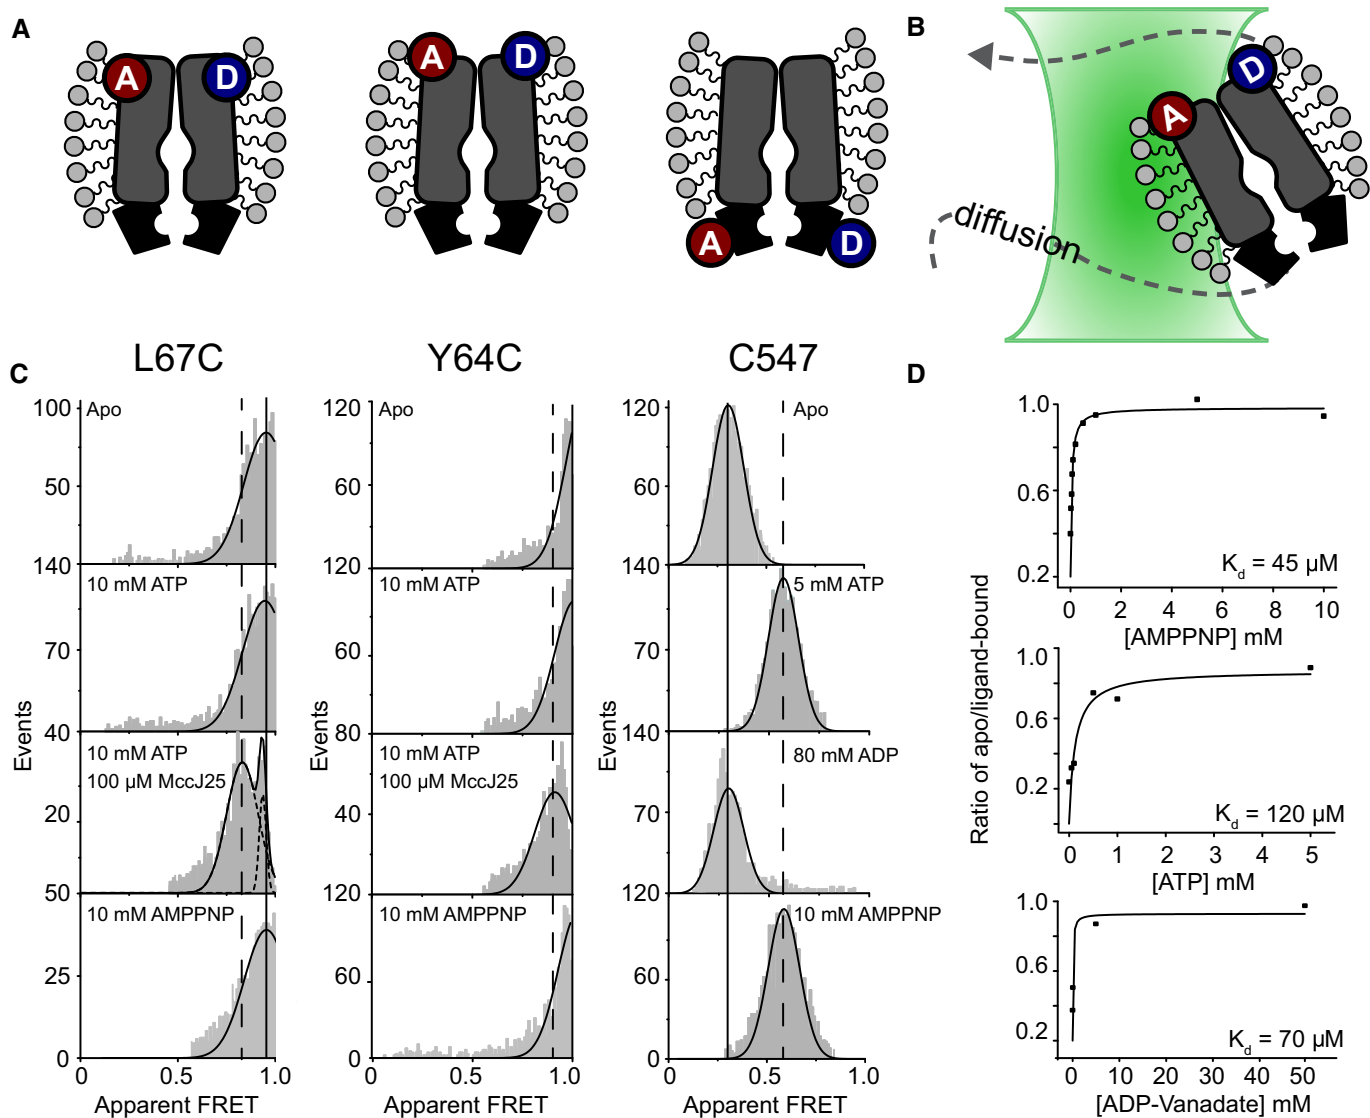 A
A D
A D
A D
B
D
A
diffusion
L67C
Y64C
C547
C
Events
100
50
140
Apo
70
40
10 mM ATP
20
50
10 mM ATP
100 µM MccJ25
25
0
10 mM AMPPNP
0 0.5 1.0
Apparent FRET
Events
120
60
120
Apo
60
80
10 mM ATP
40
120
10 mM ATP
100 µM MccJ25
60
0
10 mM AMPPNP
0 0.5 1.0
Apparent FRET
Events
120
60
140
Apo
70
140
5 mM ATP
70
120
80 mM ADP
60
0
10 mM AMPPNP
0 0.5 1.0
Apparent FRET
D
Ratio of apo/ligand-bound
1.0
0.6
0.2
Kd = 45 µM
0 2 4 6 8 10
[AMPPNP] mM
1.0
0.6
0.2
Kd = 120 µM
0 1 2 3 4 5
[ATP] mM
1.0
0.6
0.2
Kd = 70 µM
0 10 20 30 40 50
[ADP-Vanadate] mM